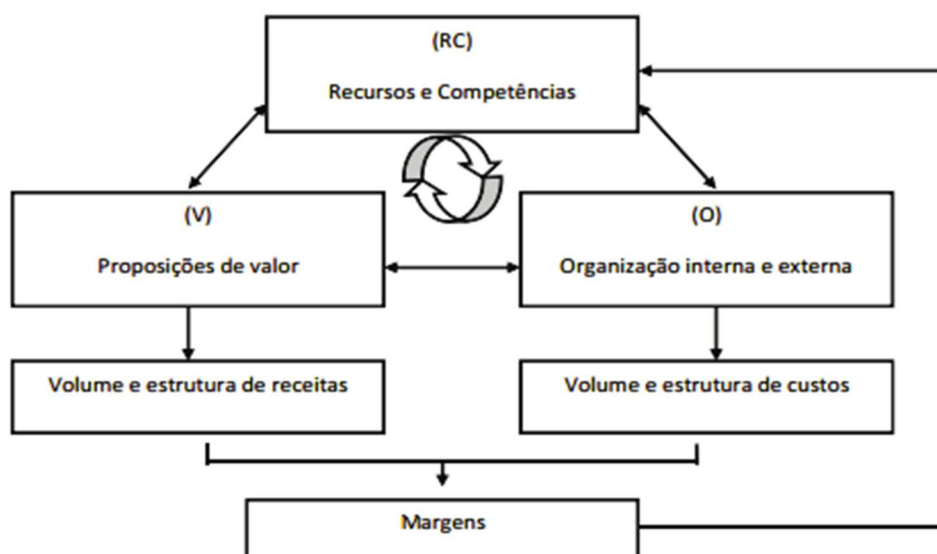 (RC)
Recursos e Competências
(V)
Proposições de valor
(O)
Organização interna e externa
Volume e estrutura de receitas
Volume e estrutura de custos
Margens